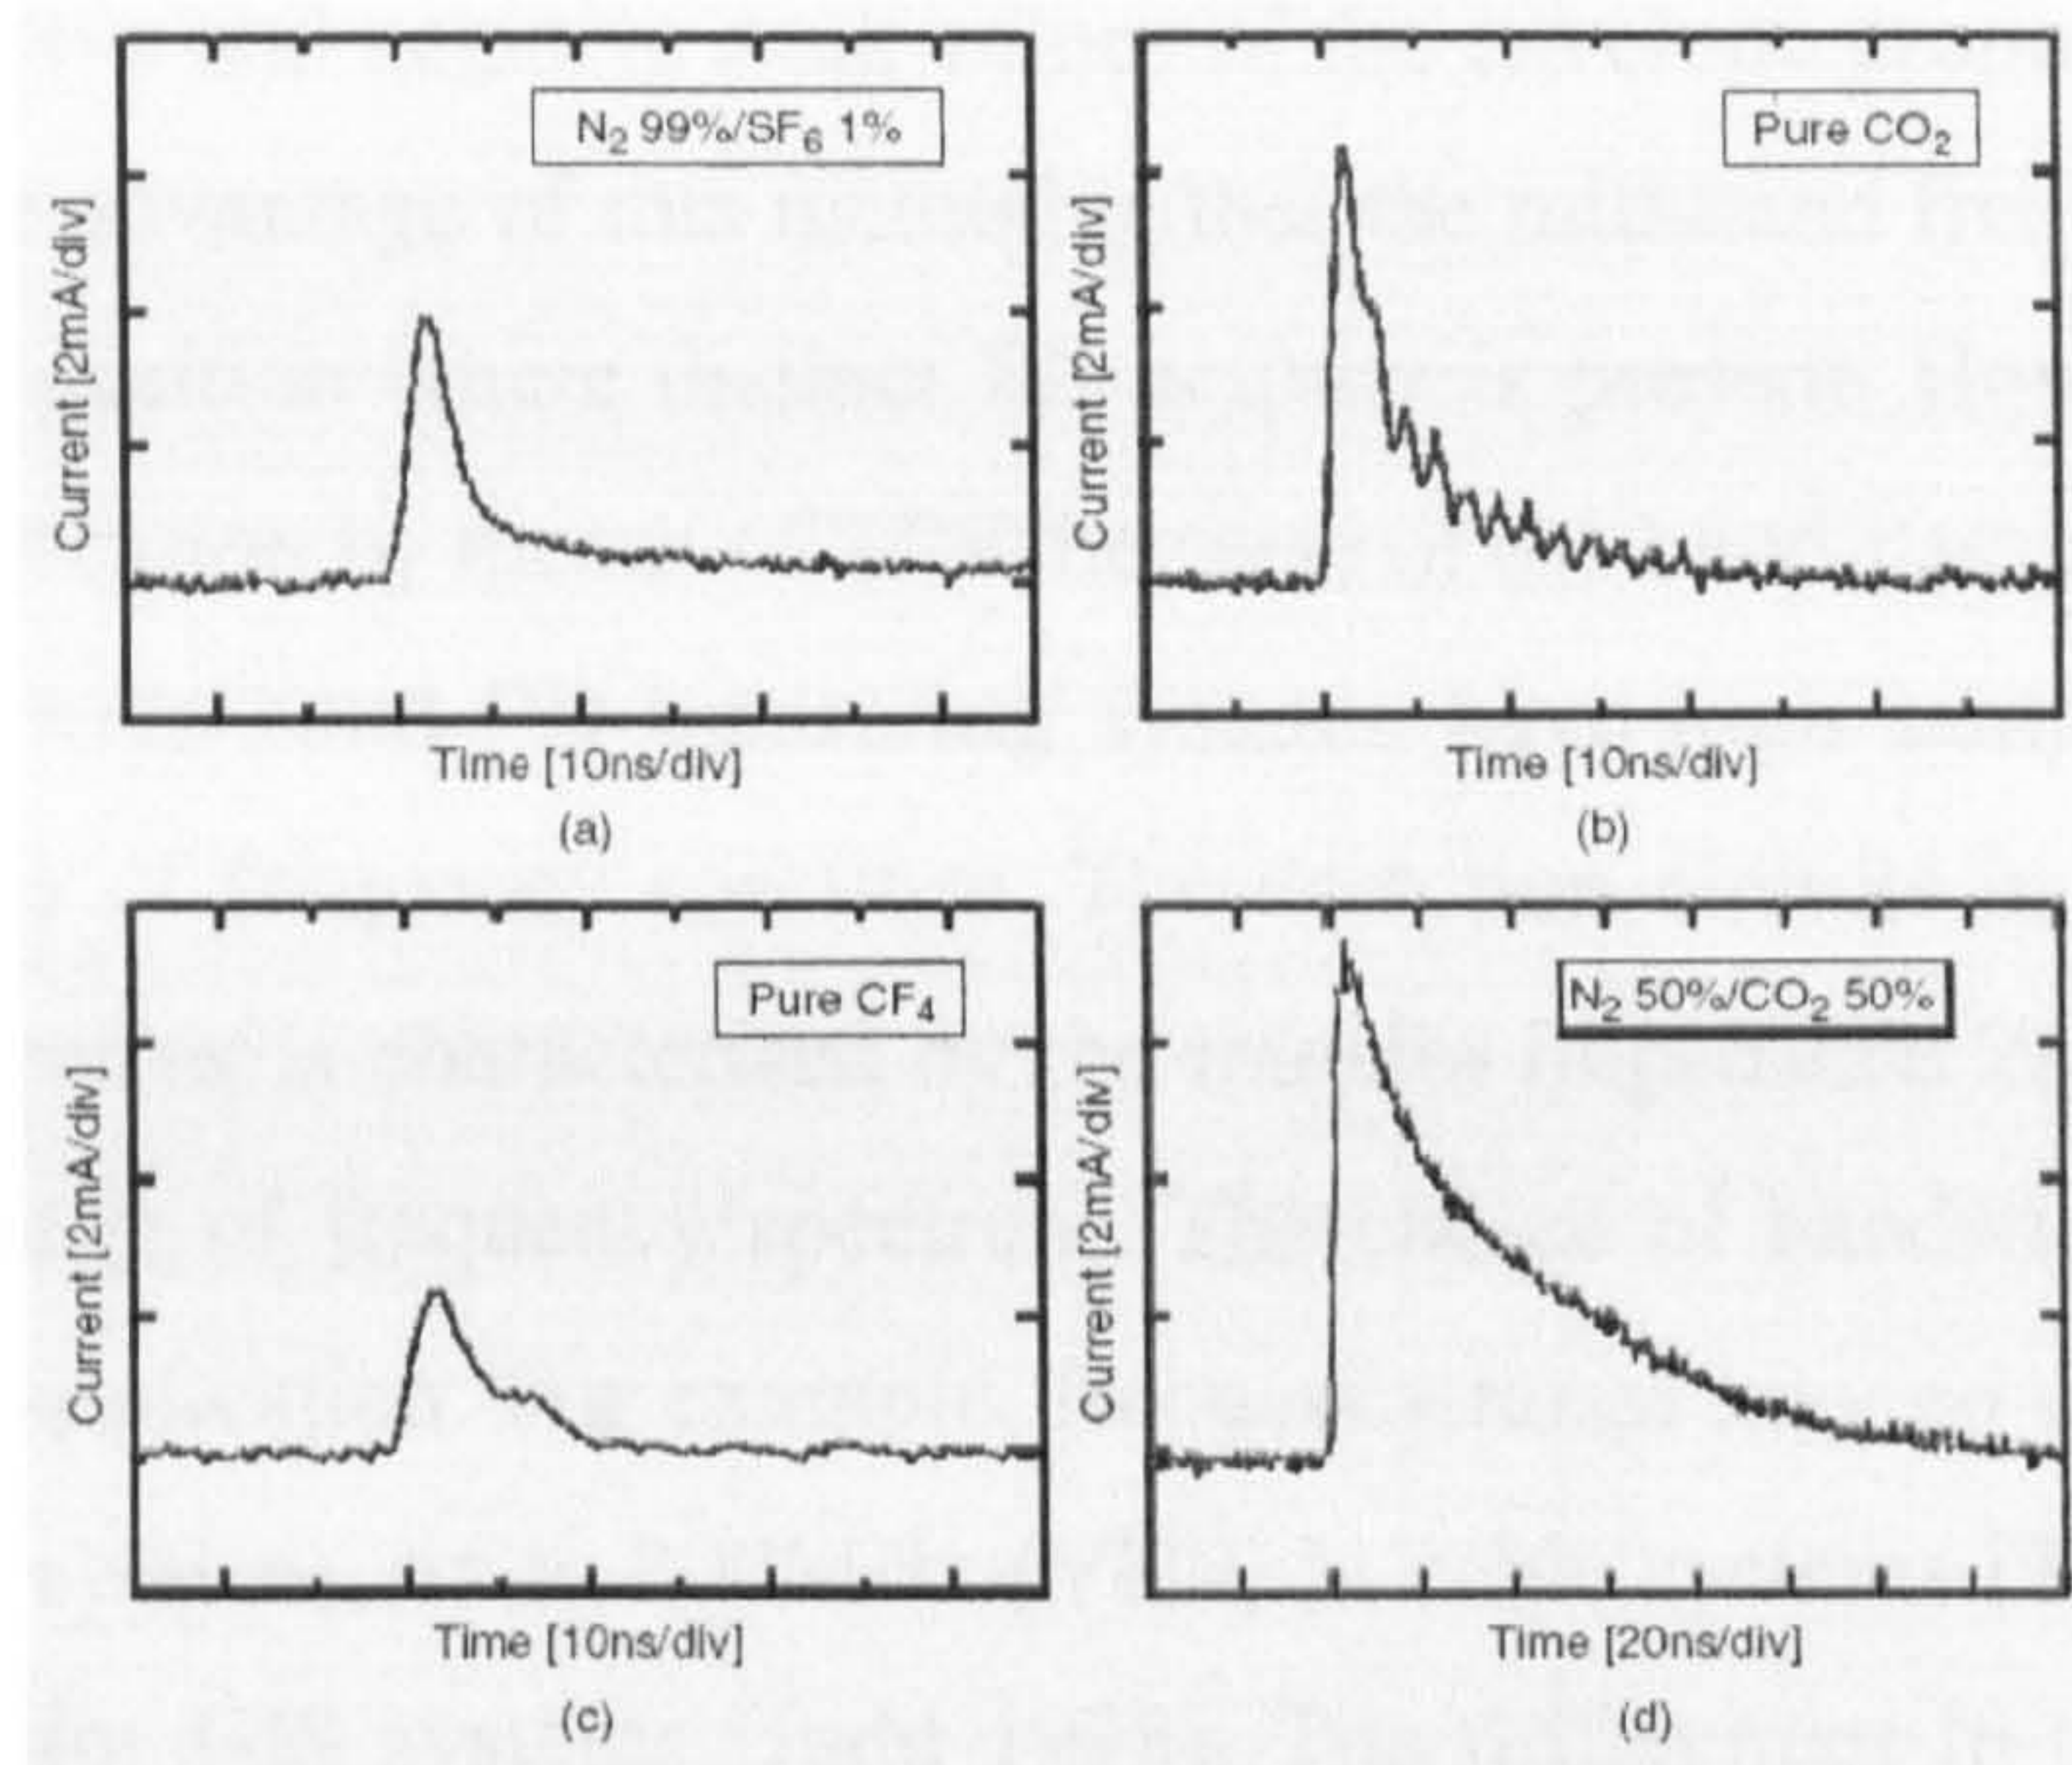 N₂ 99%/SF₆ 1%
Current [2mA/div]
Time [10ns/div]
(a)
Pure CO₂
Current [2mA/div]
Time [10ns/div]
(b)
Pure CF₄
Current [2mA/div]
Time [10ns/div]
(c)
N₂ 50%/CO₂ 50%
Current [2mA/div]
Time [20ns/div]
(d)